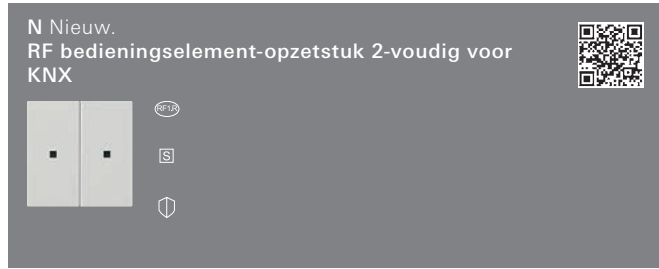 N Nieuw.
RF bedieningselement-opzetstuk 2-voudig voor
KNX
RF1.R
S